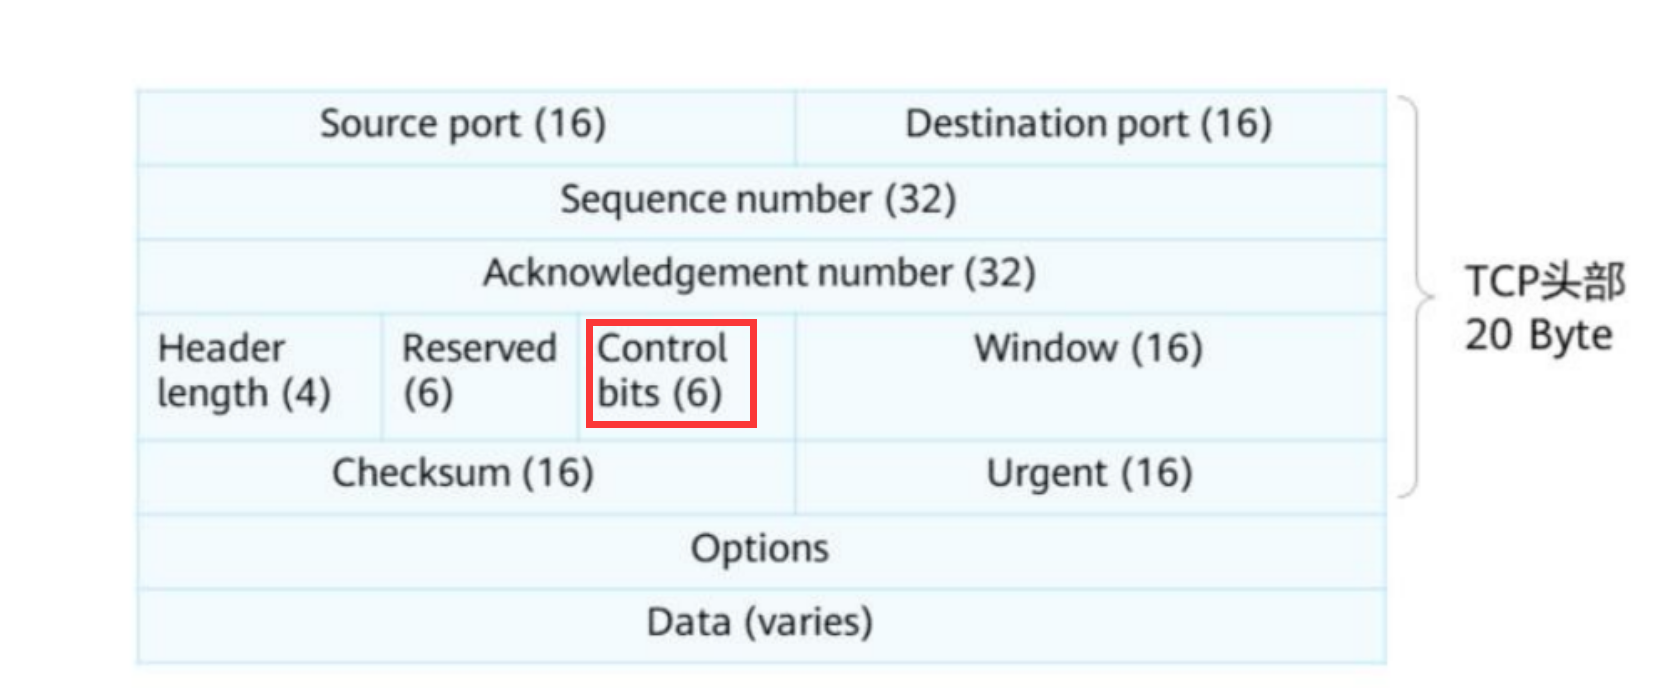 Source port (16)
Destination port (16)
Sequence number (32)
Acknowledgement number (32)
Header
length (4)
Reserved
(6)
Control
bits (6)
Window (16)
Checksum (16)
Urgent (16)
Options
Data (varies)
TCP头部
20 Byte